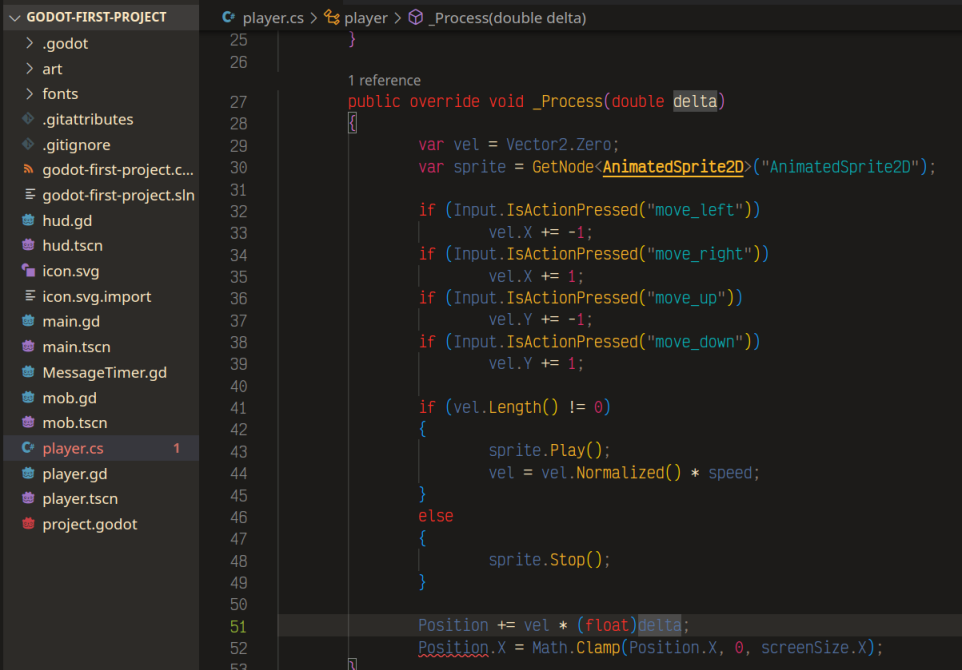 GODOT-FIRST-PROJECT
.godot
art
fonts
.gitattributes
.gitignore
godot-first-project.c...
godot-first-project.sln
hud.gd
hud.tscn
icon.svg
icon.svg.import
main.gd
main.tscn
MessageTimer.gd
mob.gd
mob.tscn
player.cs 1
player.gd
player.tscn
project.godot
C# player.cs > player > _Process(double delta)
25 }
26
1 reference
27 public override void _Process(double delta)
28 {
29 var vel = Vector2.Zero;
30 var sprite = GetNode<AnimatedSprite2D>("AnimatedSprite2D");
31
32 if (Input.IsActionPressed("move_left"))
33 vel.X += -1;
34 if (Input.IsActionPressed("move_right"))
35 vel.X += 1;
36 if (Input.IsActionPressed("move_up"))
37 vel.Y += -1;
38 if (Input.IsActionPressed("move_down"))
39 vel.Y += 1;
40
41 if (vel.Length() != 0)
42 {
43 sprite.Play();
44 vel = vel.Normalized() * speed;
45 }
46 else
47 {
48 sprite.Stop();
49 }
50
51 Position += vel * (float)delta;
52 Position.X = Math.Clamp(Position.X, 0, screenSize.X);
53 }